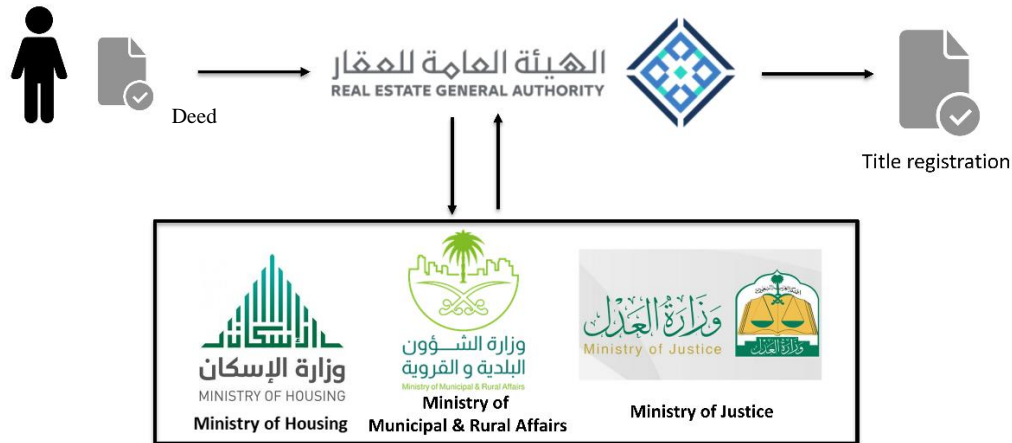 الهيئة العامة للعقار
REAL ESTATE GENERAL AUTHORITY
Deed
Title registration
الإسكان
وزارة الإسكان
MINISTRY OF HOUSING
Ministry of Housing
وزارة الشـــؤون
البلدية و القروية
Ministry of Municipal & Rural Affairs
Ministry of
Municipal & Rural Affairs
وزارة العدل
Ministry of Justice
وزارة العدل
Ministry of Justice